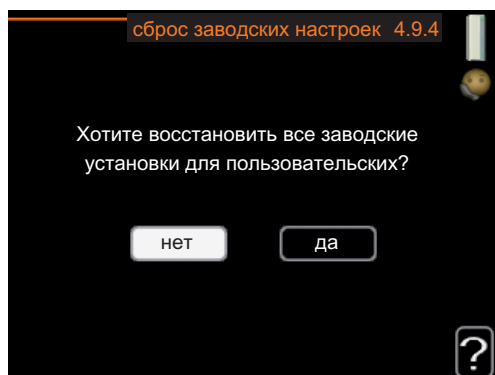 сброс заводских настроек 4.9.4
Хотите восстановить все заводские
установки для пользовательских?
нет да
?